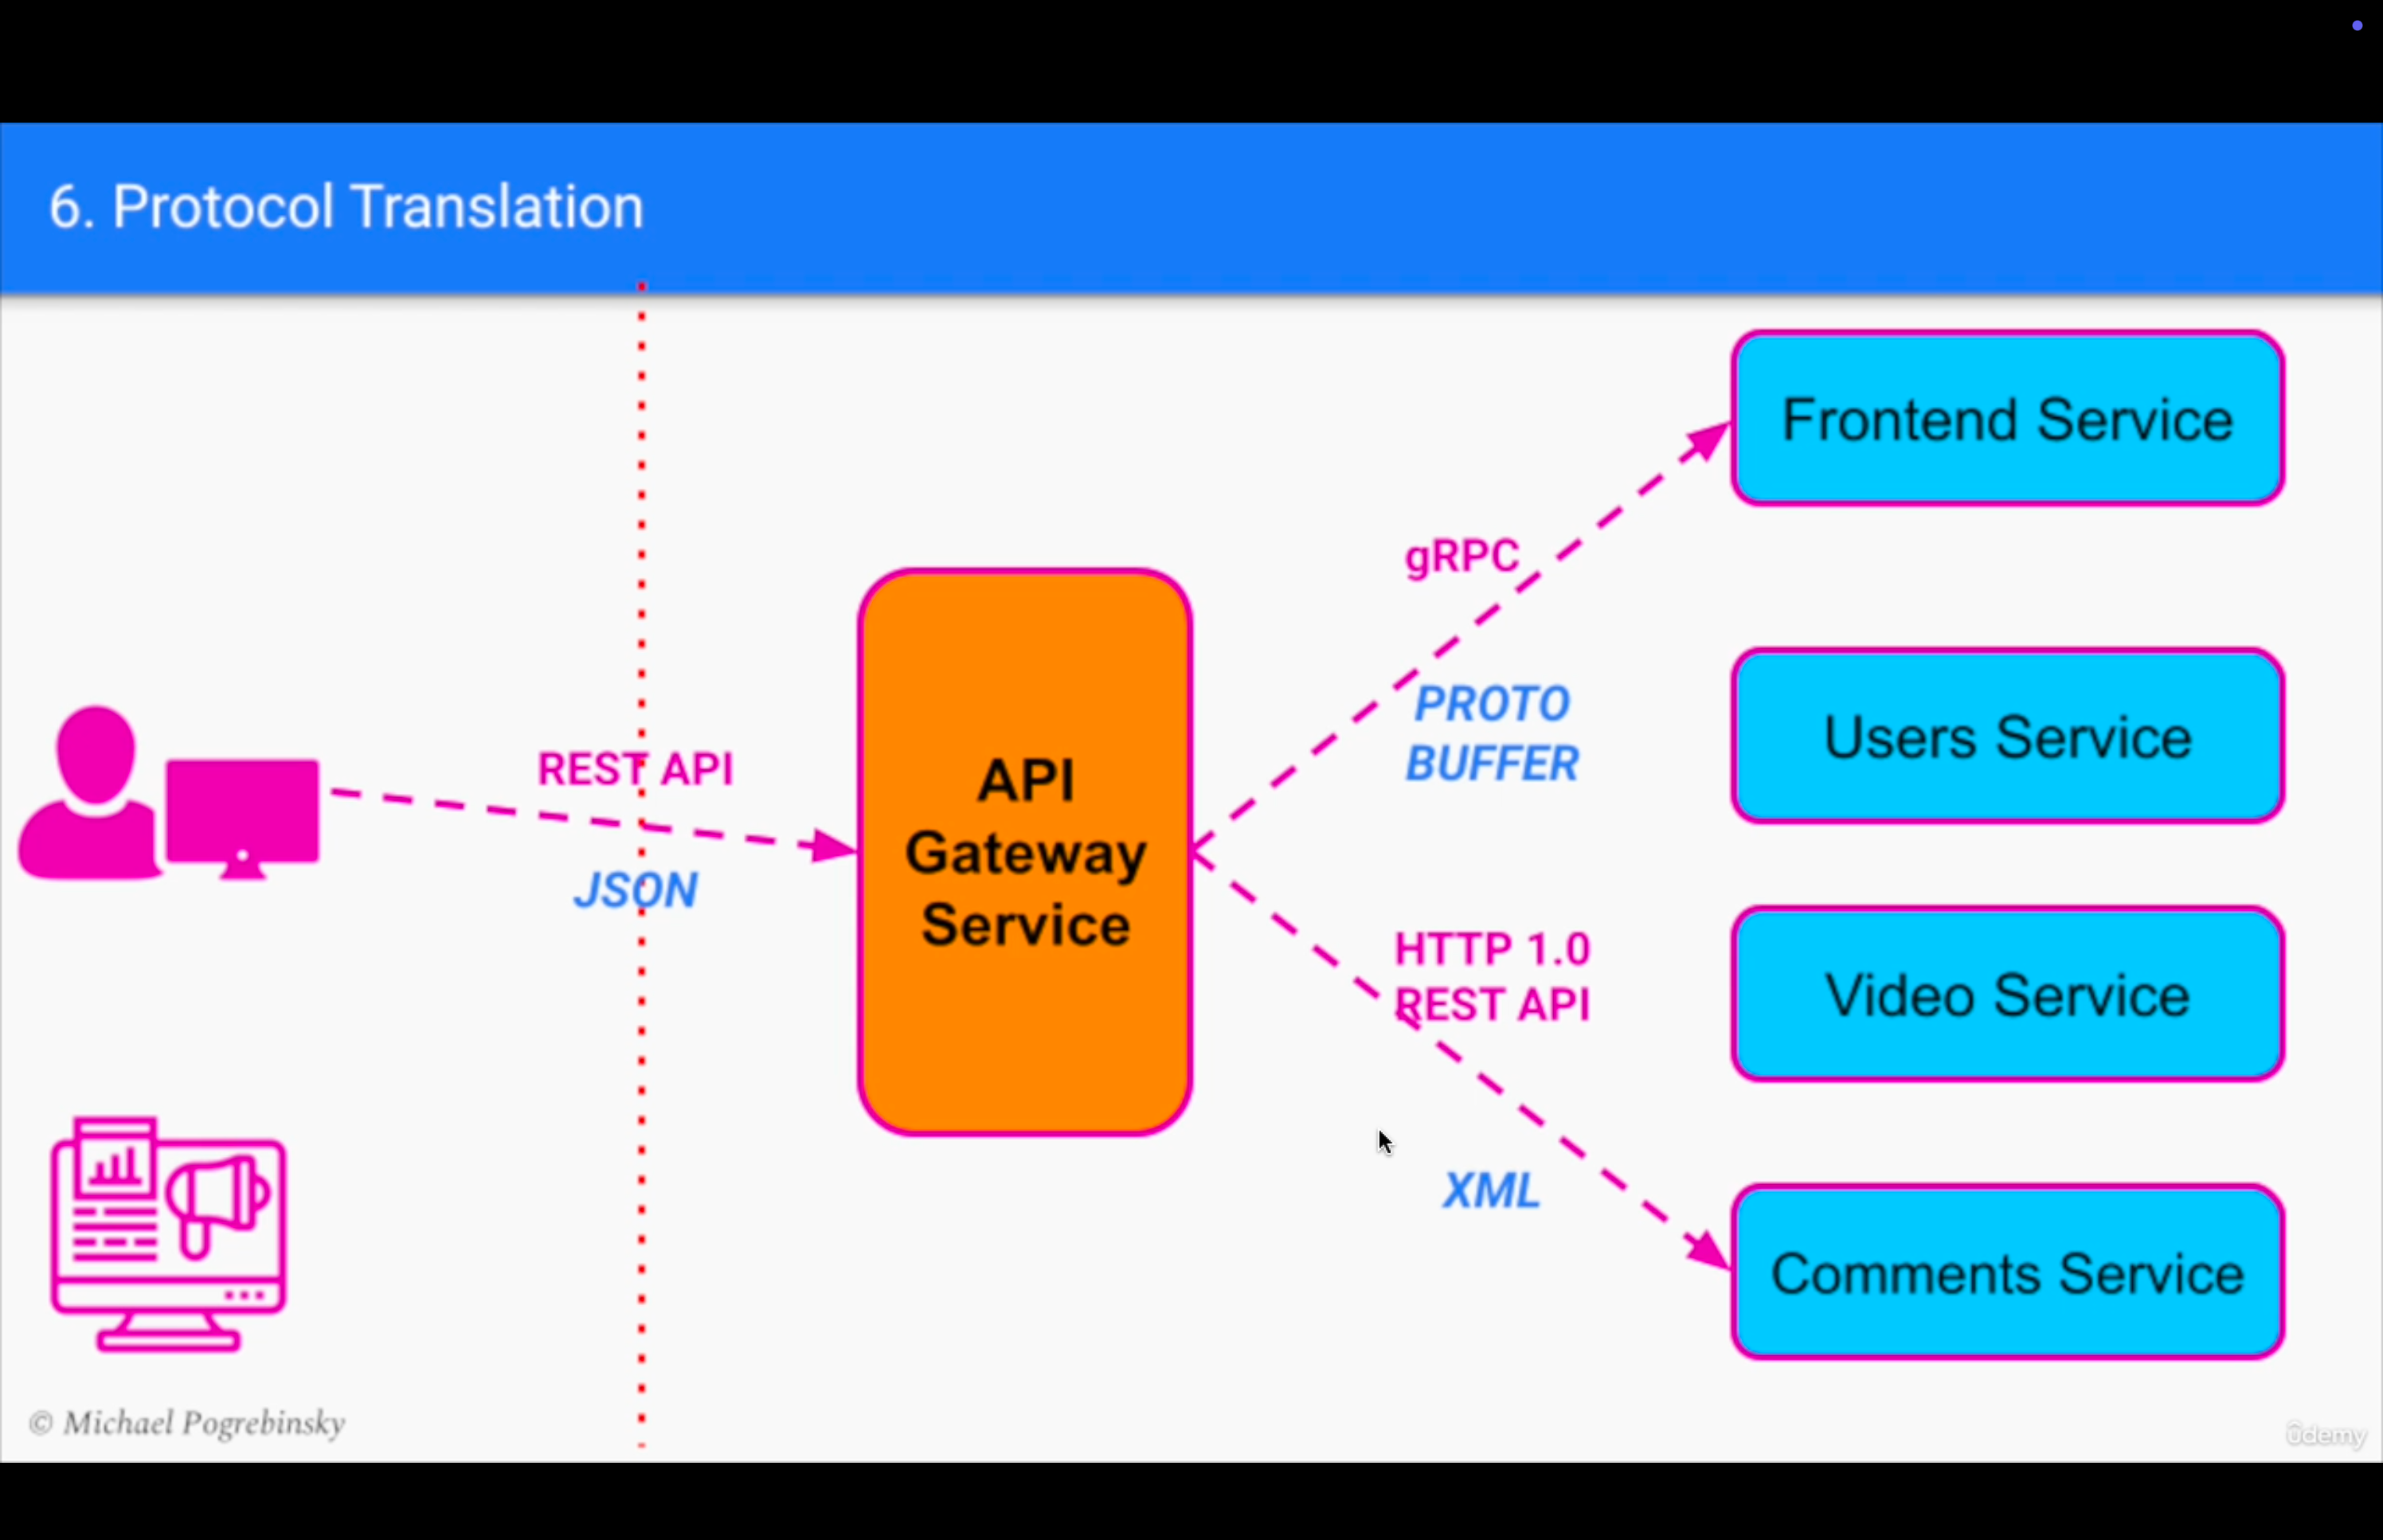 6. Protocol Translation
Frontend Service
gRPC
PROTO
BUFFER
Users Service
REST API
JSON
API
Gateway
Service
HTTP 1.0
REST API
Video Service
XML
Comments Service
© Michael Pogrebinsky
ûdemy